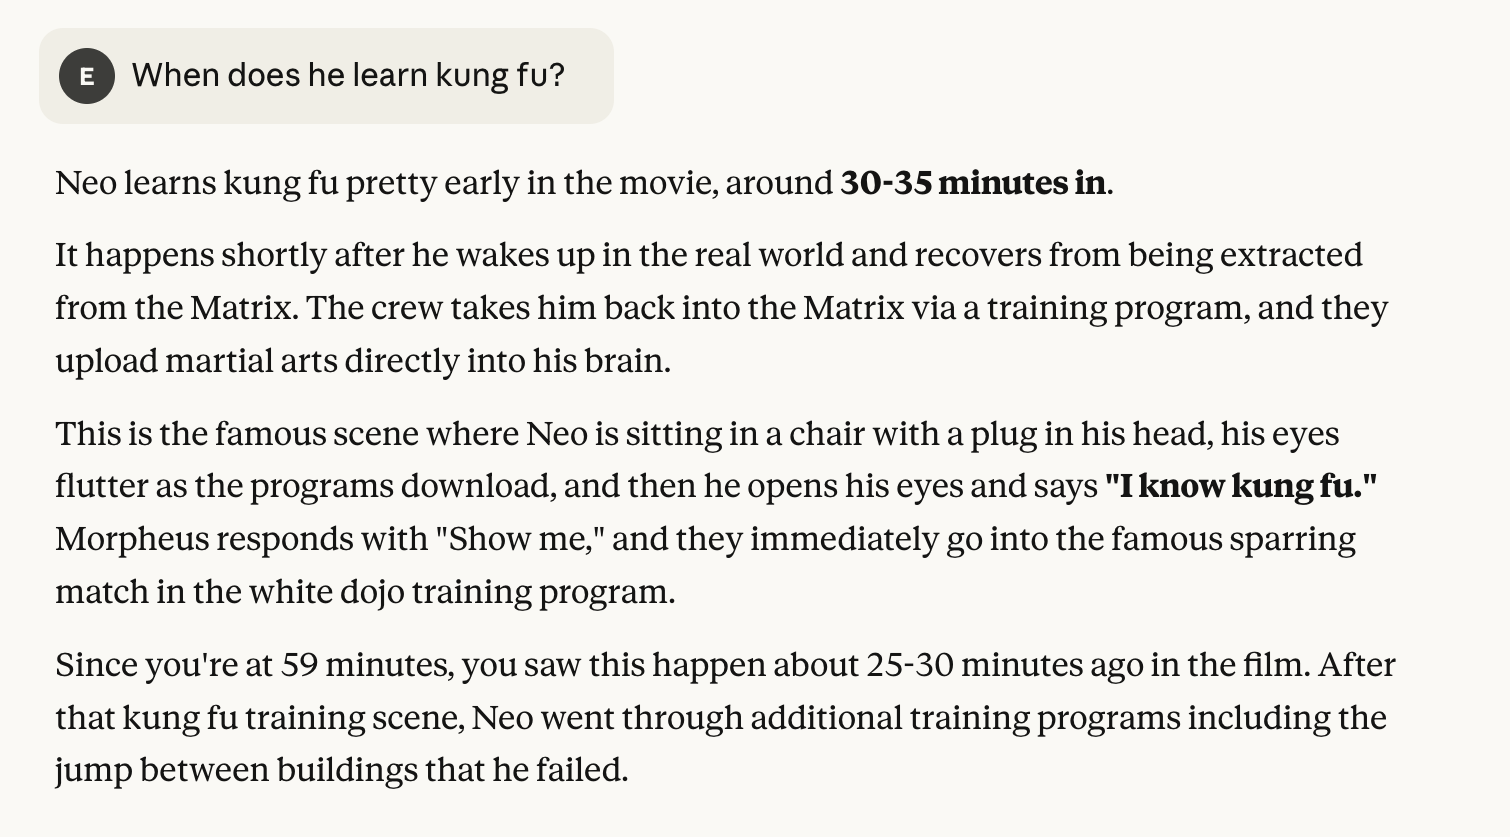 E
When does he learn kung fu?
Neo learns kung fu pretty early in the movie, around 30-35 minutes in.
It happens shortly after he wakes up in the real world and recovers from being extracted
from the Matrix. The crew takes him back into the Matrix via a training program, and they
upload martial arts directly into his brain.
This is the famous scene where Neo is sitting in a chair with a plug in his head, his eyes
flutter as the programs download, and then he opens his eyes and says "I know kung fu."
Morpheus responds with "Show me," and they immediately go into the famous sparring
match in the white dojo training program.
Since you're at 59 minutes, you saw this happen about 25-30 minutes ago in the film. After
that kung fu training scene, Neo went through additional training programs including the
jump between buildings that he failed.